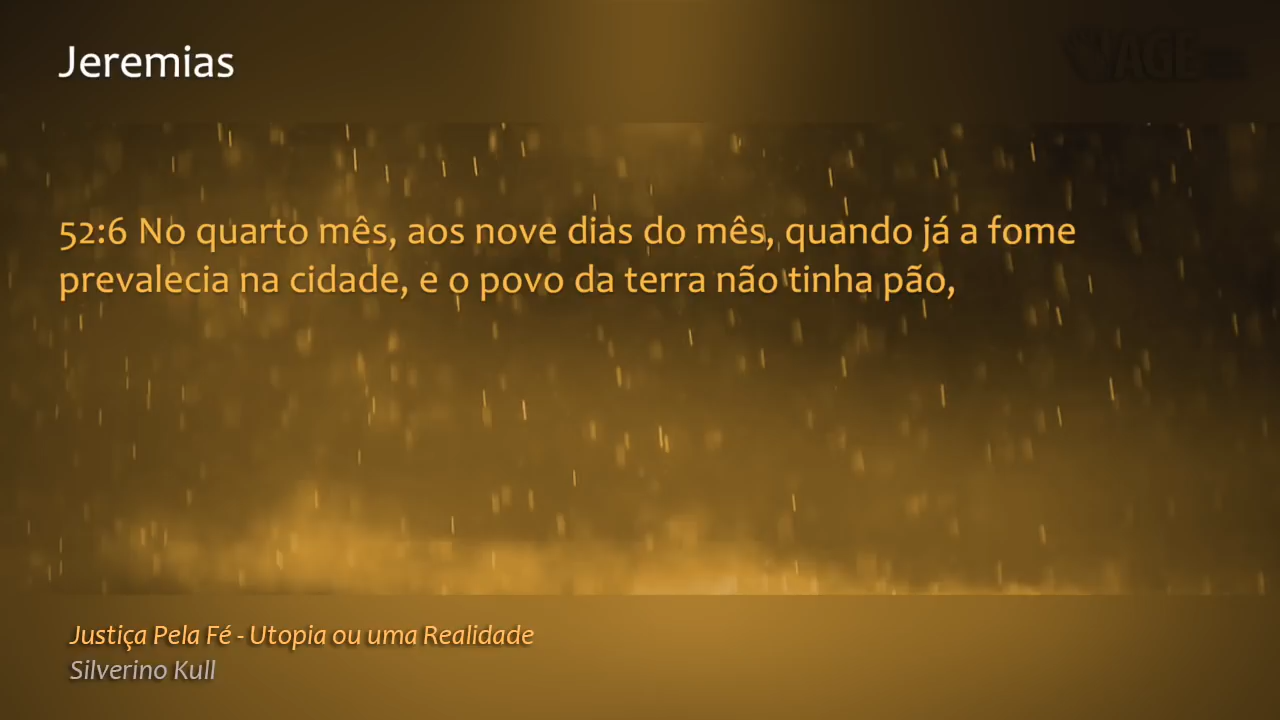 Jeremias
52:6 No quarto mês, aos nove dias do mês, quando já a fome
prevalecia na cidade, e o povo da terra não tinha pão,
Justiça Pela Fé - Utopia ou uma Realidade
Silverino Kull